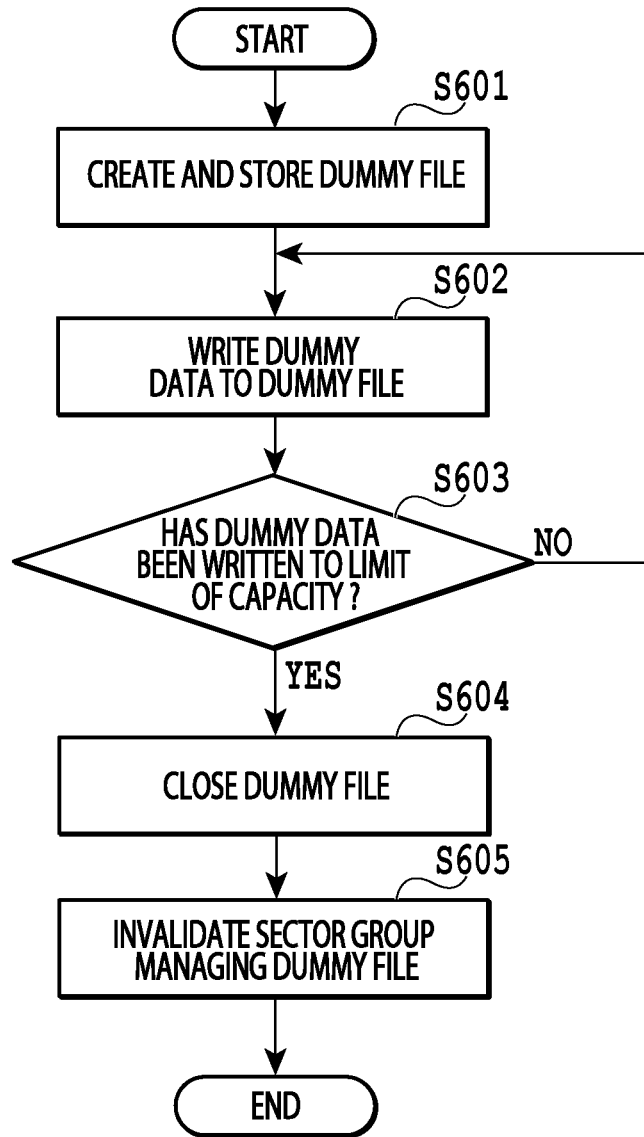 START
S601
CREATE AND STORE DUMMY FILE
S602
WRITE DUMMY
DATA TO DUMMY FILE
S603
HAS DUMMY DATA
BEEN WRITTEN TO LIMIT
OF CAPACITY ?
NO
YES
S604
CLOSE DUMMY FILE
S605
INVALIDATE SECTOR GROUP
MANAGING DUMMY FILE
END